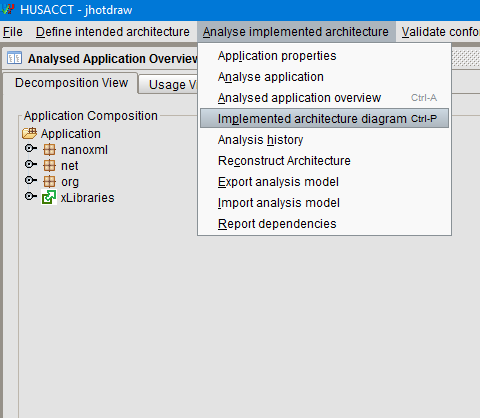 HUSACCT - jhotdraw
File Define intended architecture Analyse implemented architecture Validate confo
Analysed Application Overview
Decomposition View Usage V
Application Composition
Application
nanoxml
net
org
xLibraries
Application properties
Analyse application
Analysed application overview Ctrl-A
Implemented architecture diagram Ctrl-P
Analysis history
Reconstruct Architecture
Export analysis model
Import analysis model
Report dependencies